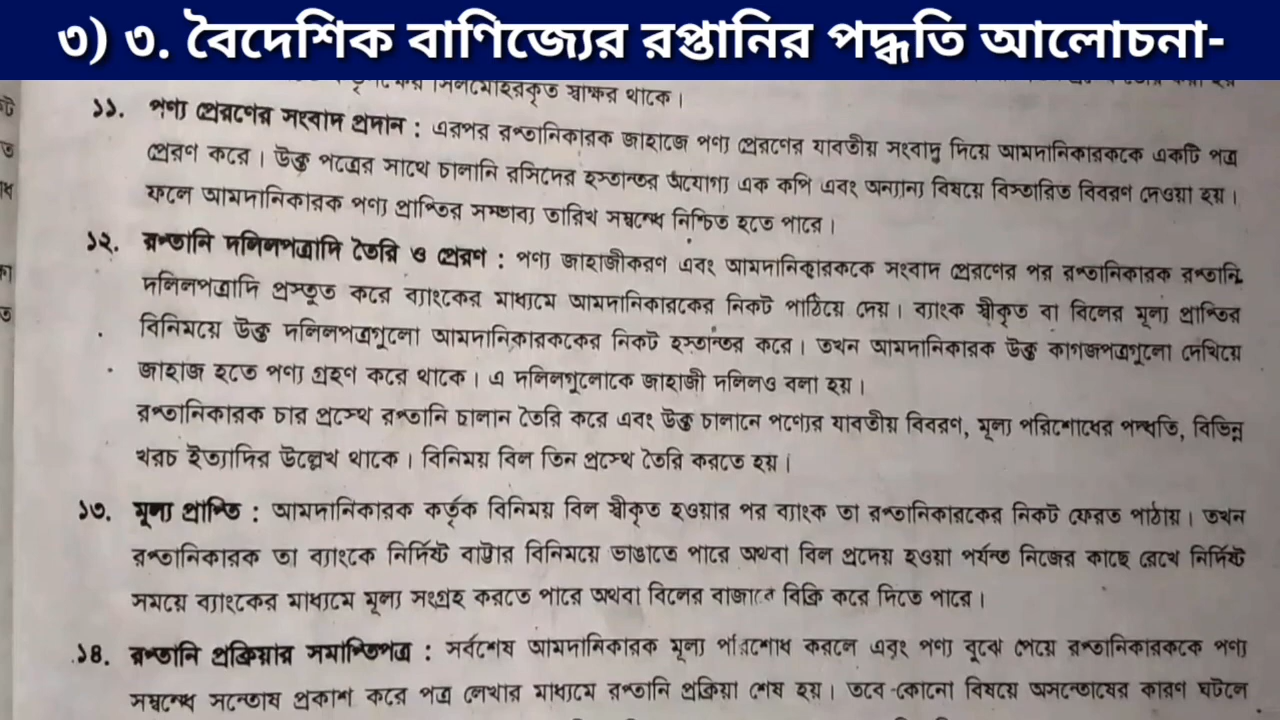 ৩) ৩. বৈদেশিক বাণিজ্যের রপ্তানির পদ্ধতি আলোচনা-
সিলমোহরকৃত স্বাক্ষর থাকে।
১১. পণ্য প্রেরণের সংবাদ প্রদান : এরপর রপ্তানিকারক জাহাজে পণ্য প্রেরণের যাবতীয় সংবাদ দিয়ে আমদানিকারককে একটি পত্র
প্রেরণ করে। উক্ত পত্রের সাথে চালানি রসিদের হস্তান্তর অযোগ্য এক কপি এবং অন্যান্য বিষয়ে বিস্তারিত বিবরণ দেওয়া হয়।
ফলে আমদানিকারক পণ্য প্রাপ্তির সম্ভাব্য তারিখ সম্বন্ধে নিশ্চিত হতে পারে।
১২. রপ্তানি দলিলপত্রাদি তৈরি ও প্রেরণ : পণ্য জাহাজীকরণ এবং আমদানিকারককে সংবাদ প্রেরণের পর রপ্তানিকারক রপ্তানি
দলিলপত্রাদি প্রস্তুত করে ব্যাংকের মাধ্যমে আমদানিকারকের নিকট পাঠিয়ে দেয়। ব্যাংক স্বীকৃত বা বিলের মূল্য প্রাপ্তির
বিনিময়ে উক্ত দলিলপত্রগুলো আমদানিকারককের নিকট হস্তান্তর করে। তখন আমদানিকারক উক্ত কাগজপত্রগুলো দেখিয়ে
জাহাজ হতে পণ্য গ্রহণ করে থাকে। এ দলিলগুলোকে জাহাজী দলিলও বলা হয়।
রপ্তানিকারক চার প্রস্থে রপ্তানি চালান তৈরি করে এবং উক্ত চালানে পণ্যের যাবতীয় বিবরণ, মূল্য পরিশোধের পদ্ধতি, বিভিন্ন
খরচ ইত্যাদির উল্লেখ থাকে। বিনিময় বিল তিন প্রস্থে তৈরি করতে হয়।
১৩. মূল্য প্রাপ্তি : আমদানিকারক কর্তৃক বিনিময় বিল স্বীকৃত হওয়ার পর ব্যাংক তা রপ্তানিকারকের নিকট ফেরত পাঠায়। তখন
রপ্তানিকারক তা ব্যাংকে নির্দিষ্ট বাট্টার বিনিময়ে ভাঙাতে পারে অথবা বিল প্রদেয় হওয়া পর্যন্ত নিজের কাছে রেখে নির্দিষ্ট
সময়ে ব্যাংকের মাধ্যমে মূল্য সংগ্রহ করতে পারে অথবা বিলের বাজারে বিক্রি করে দিতে পারে।
১৪. রপ্তানি প্রক্রিয়ার সমাপ্তিপত্র : সর্বশেষ আমদানিকারক মূল্য পরিশোধ করলে এবং পণ্য বুঝে পেয়ে রপ্তানিকারককে পণ্য
সম্বন্ধে সন্তোষ প্রকাশ করে পত্র লেখার মাধ্যমে রপ্তানি প্রক্রিয়া শেষ হয়। তবে কোনো বিষয়ে অসন্তোষের কারণ ঘটলে